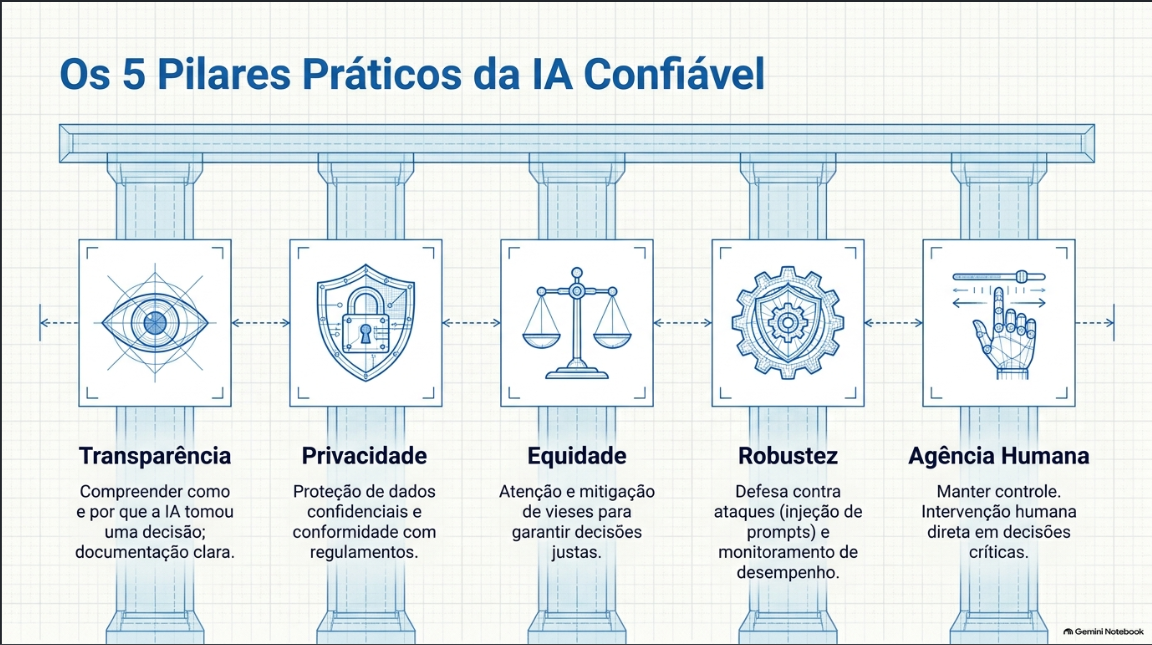 Os 5 Pilares Práticos da IA Confiável
Transparência
Compreender como
e por que a IA tomou
uma decisão;
documentação clara.
Privacidade
Proteção de dados
confidenciais e
conformidade com
regulamentos.
Equidade
Atenção e mitigação
de vieses para
garantir decisões
justas.
Robustez
Defesa contra
ataques (injeção de
prompts) e
monitoramento de
desempenho.
Agência Humana
Manter controle.
Intervenção humana
direta em decisões
críticas.
Gemini Notebook